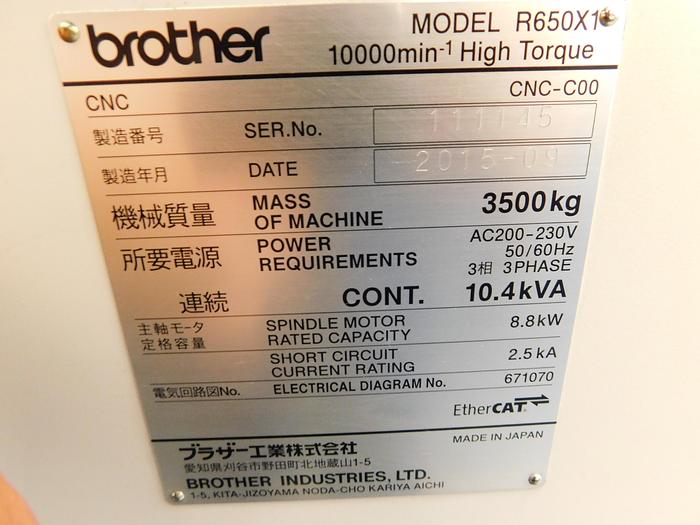 brother
MODEL R650X1
10000min-1 High Torque
CNC
CNC-C00
製造番号 SER.No. 111145
製造年月 DATE 2015-09
機械質量 MASS OF MACHINE 3500kg
所要電源 POWER REQUIREMENTS AC200-230V
50/60Hz
3相 3PHASE
連続 CONT. 10.4kVA
主軸モータ SPINDLE MOTOR 8.8kW
定格容量 RATED CAPACITY
SHORT CIRCUIT 2.5kA
CURRENT RATING
電気回路図No. ELECTRICAL DIAGRAM No. 671070
EtherCAT
ブラザー工業株式会社 MADE IN JAPAN
愛知県刈谷市野田町北地蔵山1-5
BROTHER INDUSTRIES, LTD.
1-5, KITA-JIZOYAMA NODA-CHO KARIYA AICHI